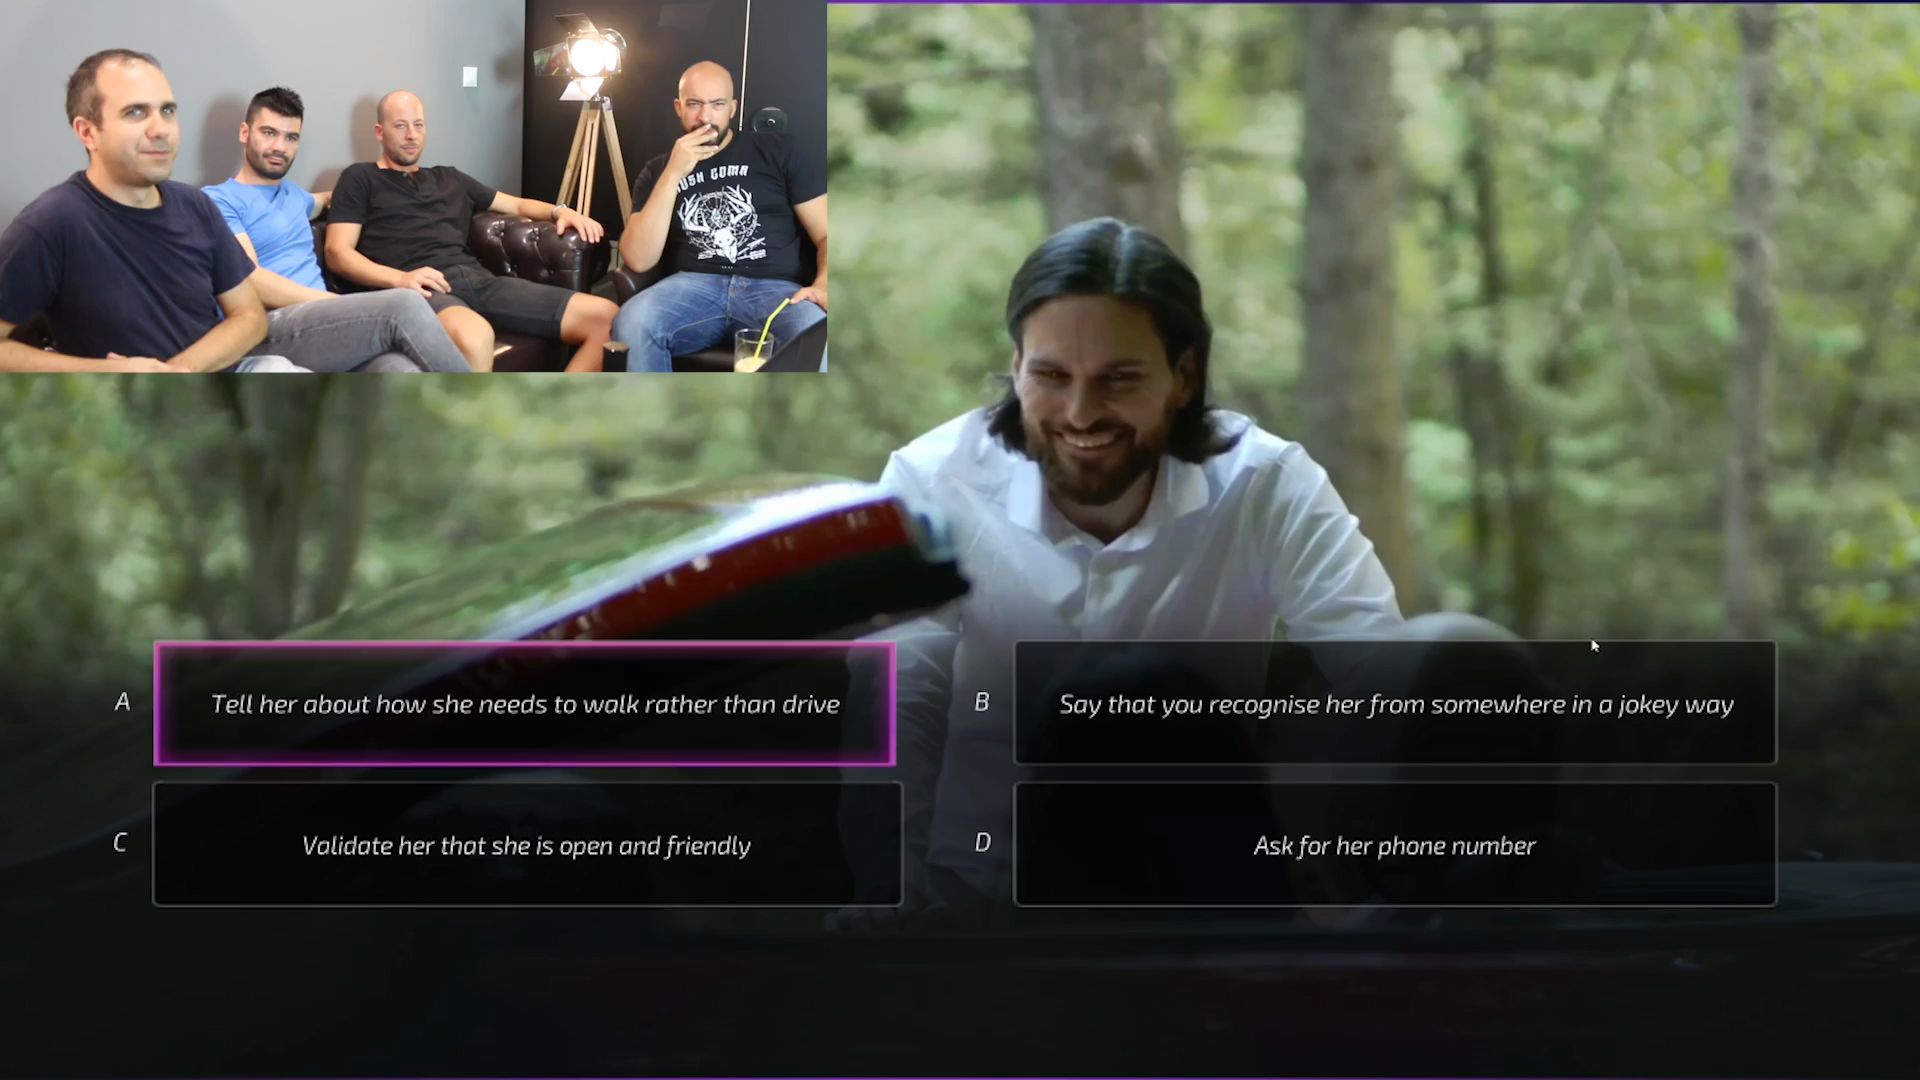 A
Tell her about how she needs to walk rather than drive
B
Say that you recognise her from somewhere in a jokey way
C
Validate her that she is open and friendly
D
Ask for her phone number